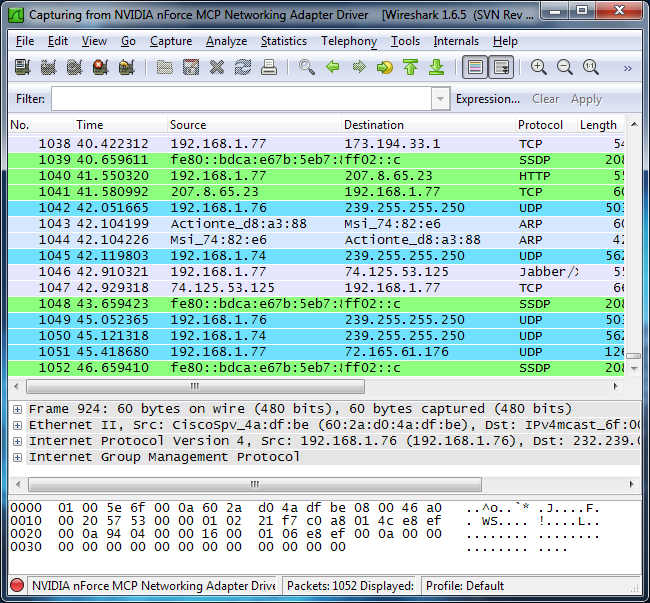 Capturing from NVIDIA nForce MCP Networking Adapter Driver [Wireshark 1.6.5 (SVN Rev ...
File Edit View Go Capture Analyze Statistics Telephony Tools Internals Help
Filter: Expression... Clear Apply
No. Time Source Destination Protocol Length
1038 40.422312 192.168.1.77 173.194.33.1 TCP 54
1039 40.659611 fe80::bdca:e67b:5eb7:8 ff02::c SSDP 208
1040 41.550320 192.168.1.77 207.8.65.23 HTTP 55
1041 41.580992 207.8.65.23 192.168.1.77 TCP 60
1042 42.051665 192.168.1.76 239.255.255.250 UDP 503
1043 42.104199 Actionte_d8:a3:88 Msi_74:82:e6 ARP 60
1044 42.104226 Msi_74:82:e6 Actionte_d8:a3:88 ARP 42
1045 42.119803 192.168.1.74 239.255.255.250 UDP 562
1046 42.910321 192.168.1.77 74.125.53.125 Jabber/X 55
1047 42.929318 74.125.53.125 192.168.1.77 TCP 66
1048 43.659423 fe80::bdca:e67b:5eb7:8 ff02::c SSDP 208
1049 45.052365 192.168.1.76 239.255.255.250 UDP 503
1050 45.121318 192.168.1.74 239.255.255.250 UDP 562
1051 45.418680 192.168.1.77 72.165.61.176 UDP 126
1052 46.659410 fe80::bdca:e67b:5eb7:8 ff02::c SSDP 208
Frame 924: 60 bytes on wire (480 bits), 60 bytes captured (480 bits)
Ethernet II, Src: CiscoSpv_4a:df:be (60:2a:d0:4a:df:be), Dst: IPv4mcast_6f:00
Internet Protocol Version 4, Src: 192.168.1.76 (192.168.1.76), Dst: 232.239.0
Internet Group Management Protocol
0000 01 00 5e 6f 00 0a 60 2a d0 4a df be 08 00 46 a0 ..^o..`* .J....F.
0010 00 20 57 53 00 00 01 02 21 f7 c0 a8 01 4c e8 ef . WS.... !....L..
0020 00 0a 94 04 00 00 16 00 01 06 e8 ef 00 0a 00 00 ........ ........
0030 00 00 00 00 00 00 00 00 00 00 00 00 ........ ....
NVIDIA nForce MCP Networking Adapter Drive Packets: 1052 Displayed: Profile: Default